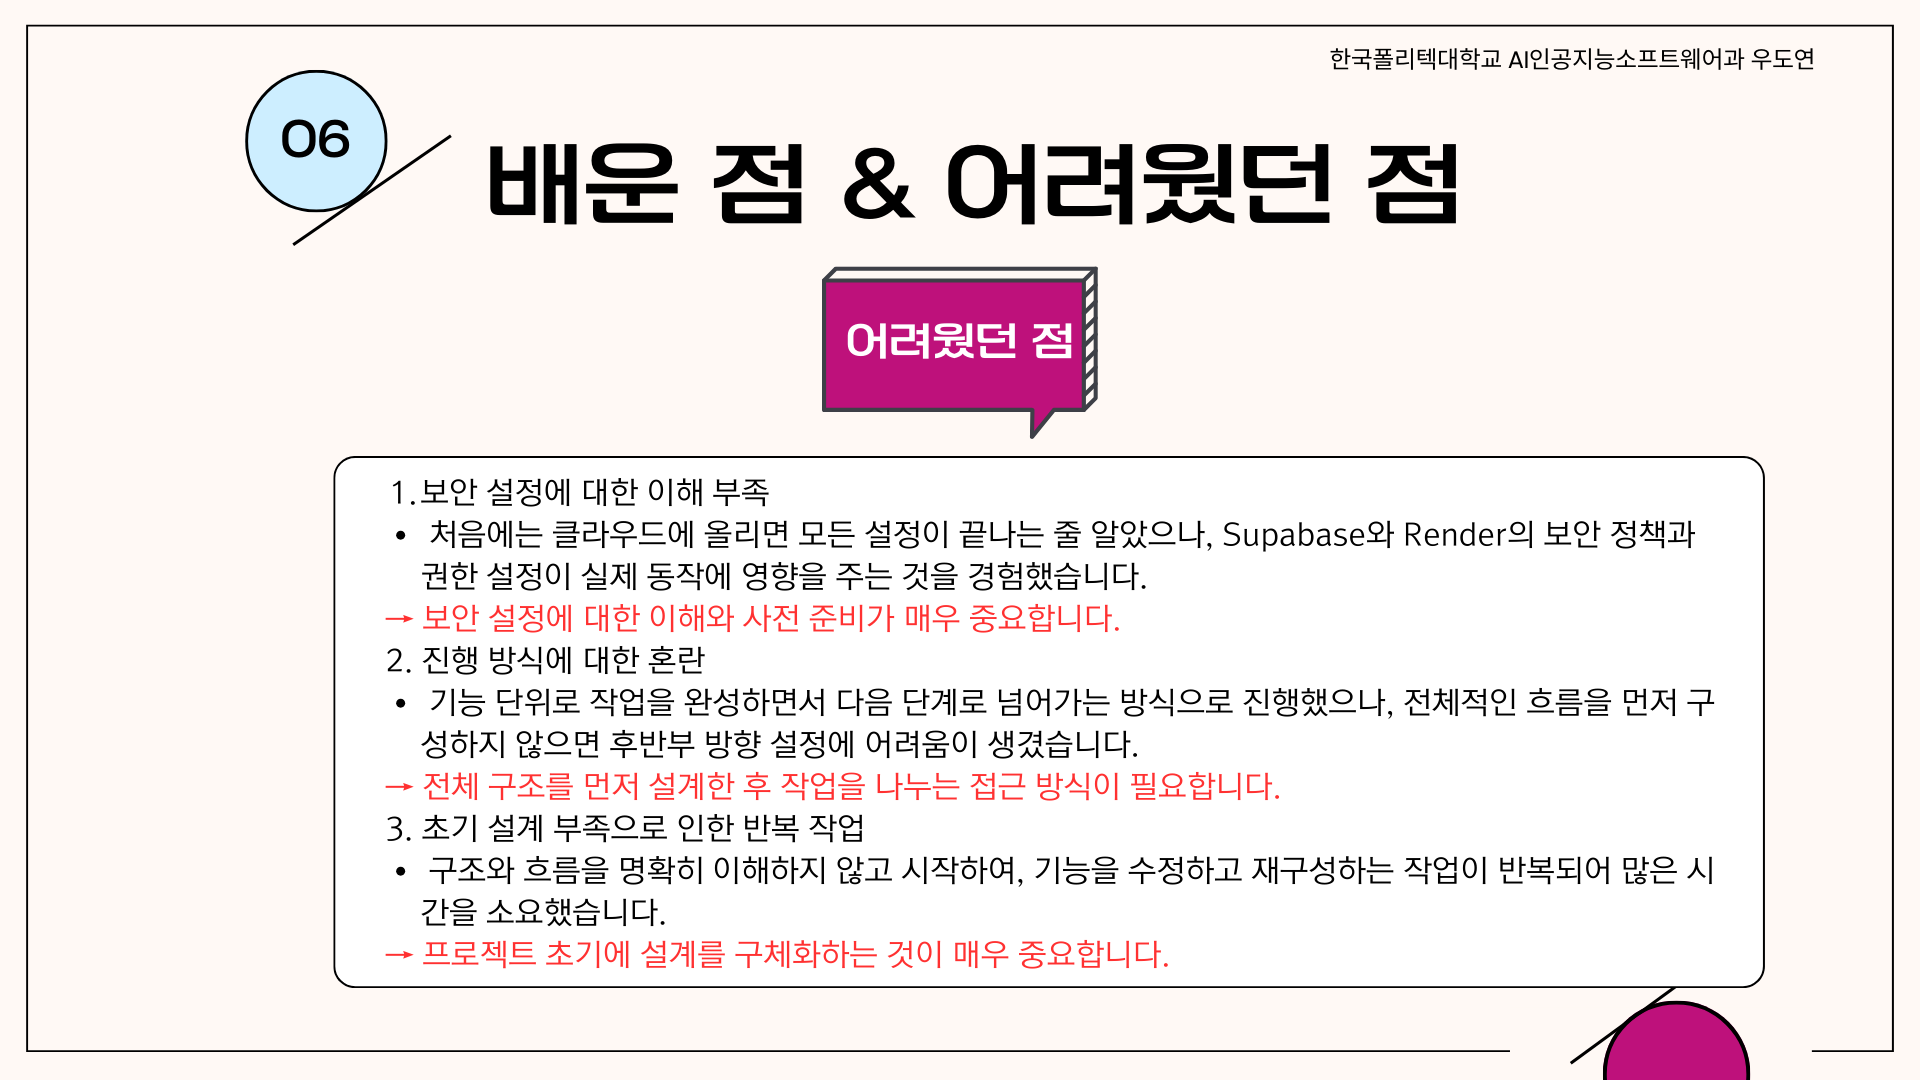 한국폴리텍대학교 AI인공지능소프트웨어과 우도연
06
배운 점 & 어려웠던 점
어려웠던 점
1. 보안 설정에 대한 이해 부족
• 처음에는 클라우드에 올리면 모든 설정이 끝나는 줄 알았으나, Supabase와 Render의 보안 정책과
권한 설정이 실제 동작에 영향을 주는 것을 경험했습니다.
→ 보안 설정에 대한 이해와 사전 준비가 매우 중요합니다.
2. 진행 방식에 대한 혼란
• 기능 단위로 작업을 완성하면서 다음 단계로 넘어가는 방식으로 진행했으나, 전체적인 흐름을 먼저 구
성하지 않으면 후반부 방향 설정에 어려움이 생겼습니다.
→ 전체 구조를 먼저 설계한 후 작업을 나누는 접근 방식이 필요합니다.
3. 초기 설계 부족으로 인한 반복 작업
• 구조와 흐름을 명확히 이해하지 않고 시작하여, 기능을 수정하고 재구성하는 작업이 반복되어 많은 시
간을 소요했습니다.
→ 프로젝트 초기에 설계를 구체화하는 것이 매우 중요합니다.